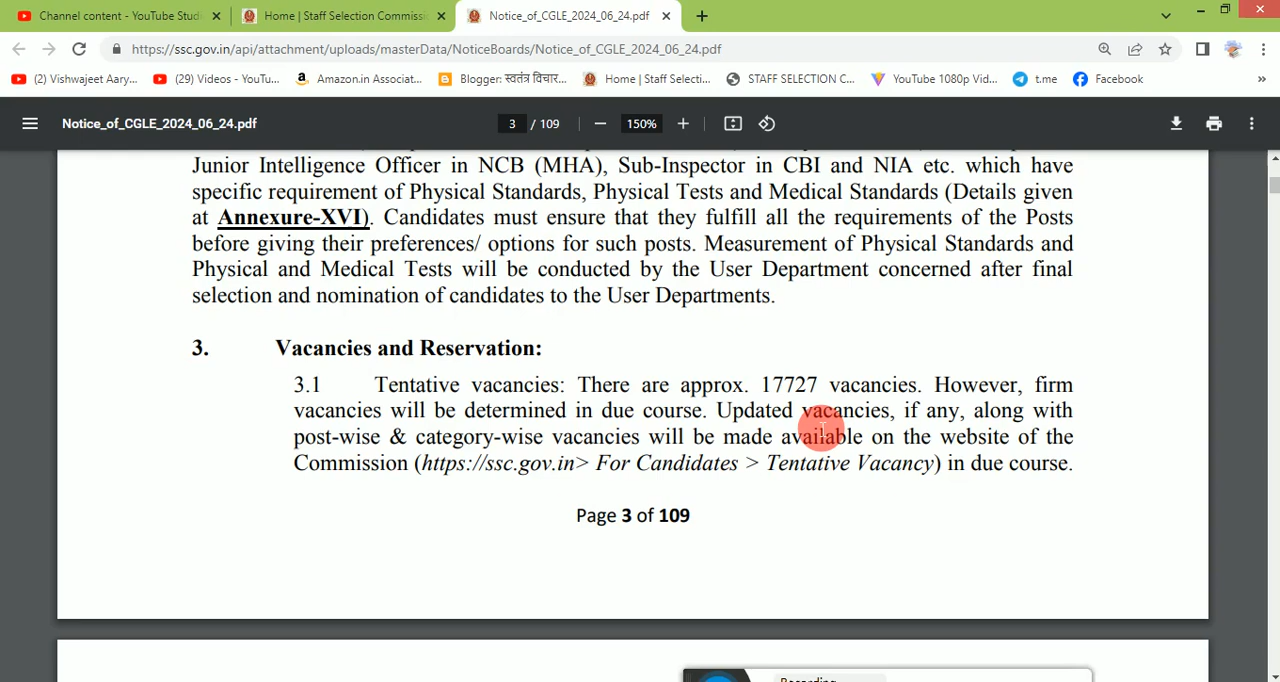 Channel content - YouTube Studi
Home | Staff Selection Commissi
Notice_of_CGLE_2024_06_24.pdf
https://ssc.gov.in/api/attachment/uploads/masterData/NoticeBoards/Notice_of_CGLE_2024_06_24.pdf
(2) Vishwajeet Aary... (29) Videos - YouTu... Amazon.in Associat... Blogger: स्वतंत्र विचार... Home | Staff Selecti... STAFF SELECTION C... YouTube 1080p Vid... t.me Facebook
Notice_of_CGLE_2024_06_24.pdf 3 / 109 150%
Junior Intelligence Officer in NCB (MHA), Sub-Inspector in CBI and NIA etc. which have
specific requirement of Physical Standards, Physical Tests and Medical Standards (Details given
at Annexure-XVI). Candidates must ensure that they fulfill all the requirements of the Posts
before giving their preferences/ options for such posts. Measurement of Physical Standards and
Physical and Medical Tests will be conducted by the User Department concerned after final
selection and nomination of candidates to the User Departments.
3. Vacancies and Reservation:
3.1 Tentative vacancies: There are approx. 17727 vacancies. However, firm
vacancies will be determined in due course. Updated vacancies, if any, along with
post-wise & category-wise vacancies will be made available on the website of the
Commission (https://ssc.gov.in> For Candidates > Tentative Vacancy) in due course.
Page 3 of 109